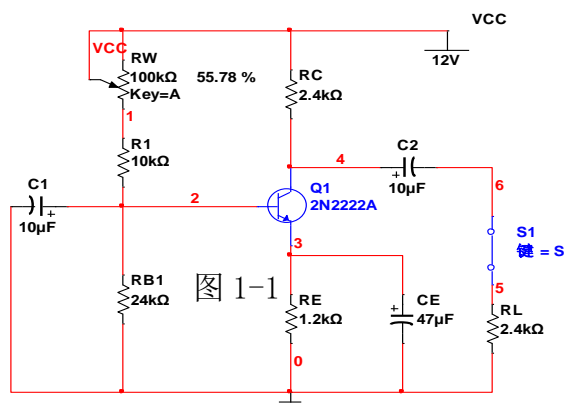 VCC
VCC
12V
RW
100kΩ
Key=A
55.78 %
RC
2.4kΩ
1
R1
10kΩ
4
C2
10µF
+
6
C1
10µF
+
2
Q1
2N2222A
S1
键 = S
3
5
RB1
24kΩ
图 1-1
RE
1.2kΩ
CE
47µF
+
RL
2.4kΩ
0